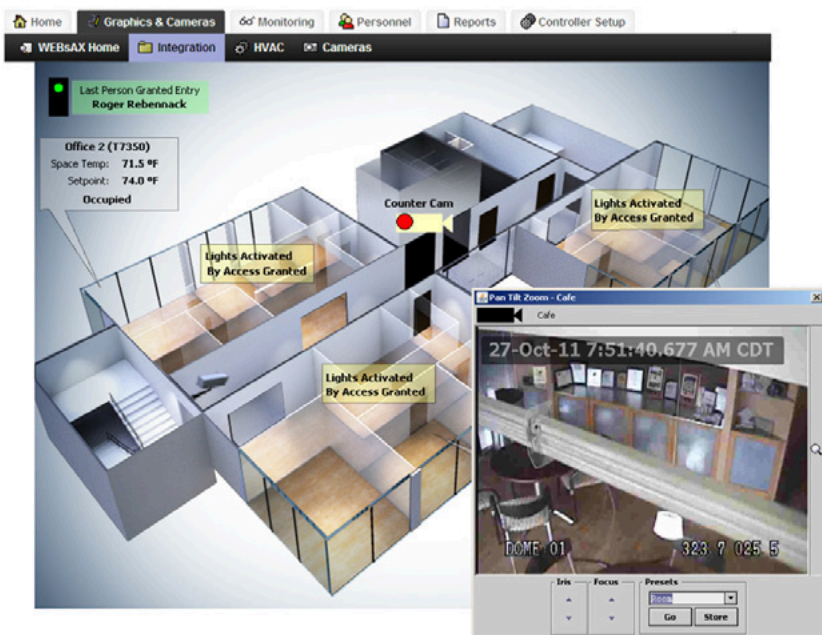 Home
Graphics & Cameras
Monitoring
Personnel
Reports
Controller Setup
WEBsAX Home
Integration
HVAC
Cameras
Last Person Granted Entry
Roger Rebennack
Office 2 (T7350)
Space Temp: 71.5 ºF
Setpoint: 74.0 ºF
Occupied
Counter Cam
Lights Activated
By Access Granted
Lights Activated
By Access Granted
Lights Activated
By Access Granted
Pan Tilt Zoom - Cafe
Cafe
27-Oct-11 7:51:40.677 AM CDT
DOME 01 323 7 025 5
Iris Focus Presets
Room
Go Store